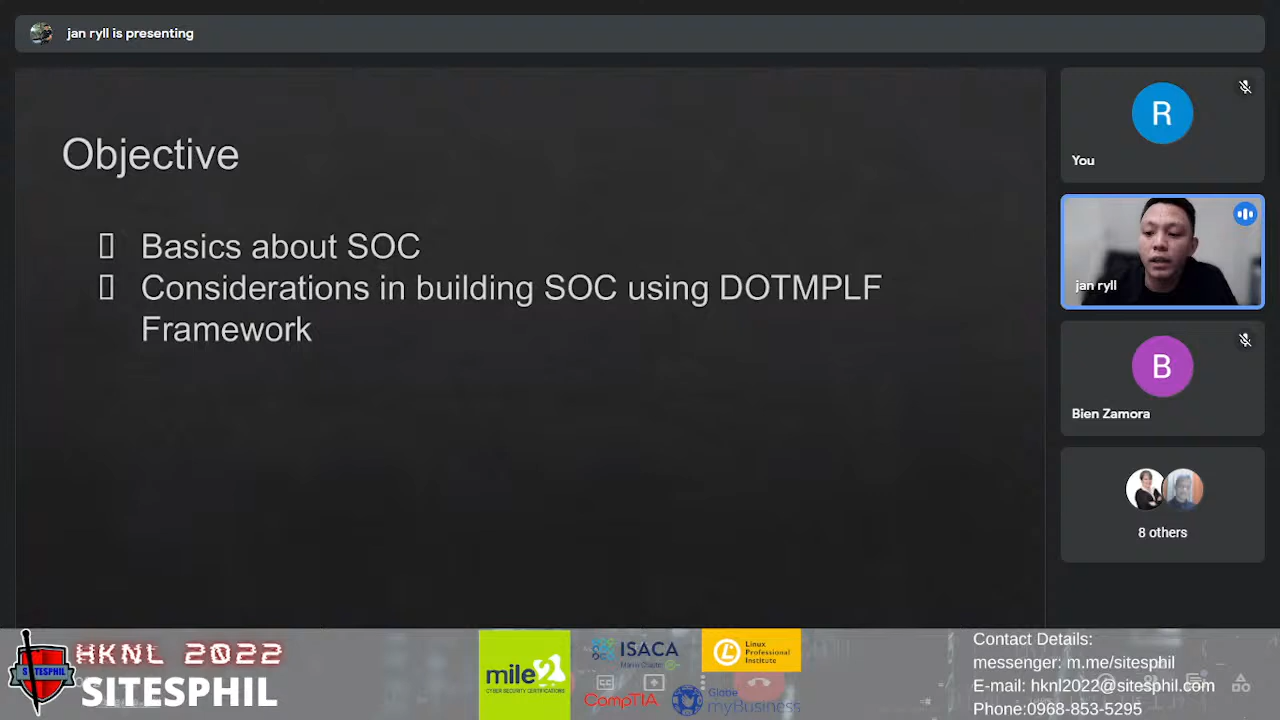 jan ryll is presenting
Objective
Basics about SOC
Considerations in building SOC using DOTMPLF
Framework
R
You
jan ryll
B
Bien Zamora
8 others
HKNL 2022
SITESPHIL
SITESPHIL
mile2
CYBER SECURITY CERTIFICATIONS
ISACA
Manila Chapter
Linux
Professional
Institute
CompTIA
Globe
myBusiness
Contact Details:
messenger: m.me/sitesphil
E-mail: hknl2022@sitesphil.com
Phone:0968-853-5295